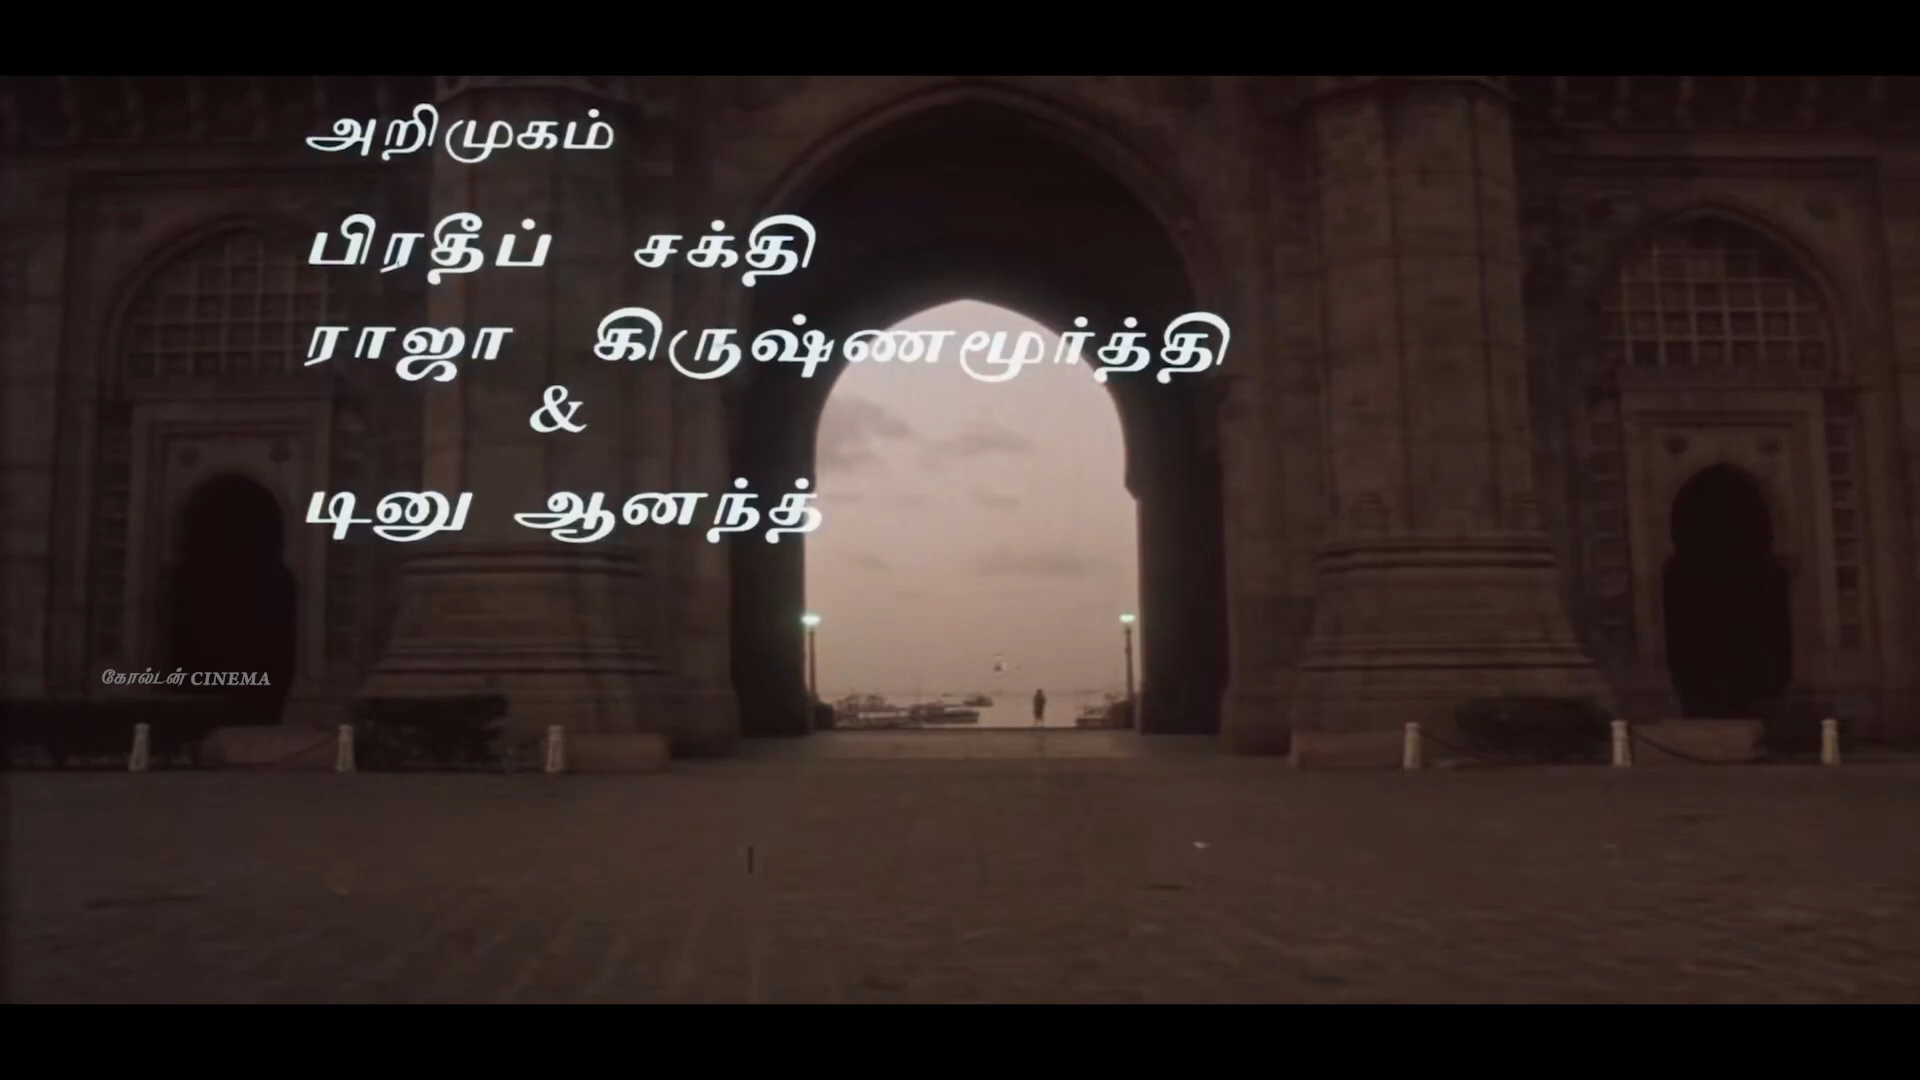 அறிமுகம்
பிரதீப் சக்தி
ராஜா கிருஷ்ணமூர்த்தி
&
டினு ஆனந்த்
கோல்டன் CINEMA